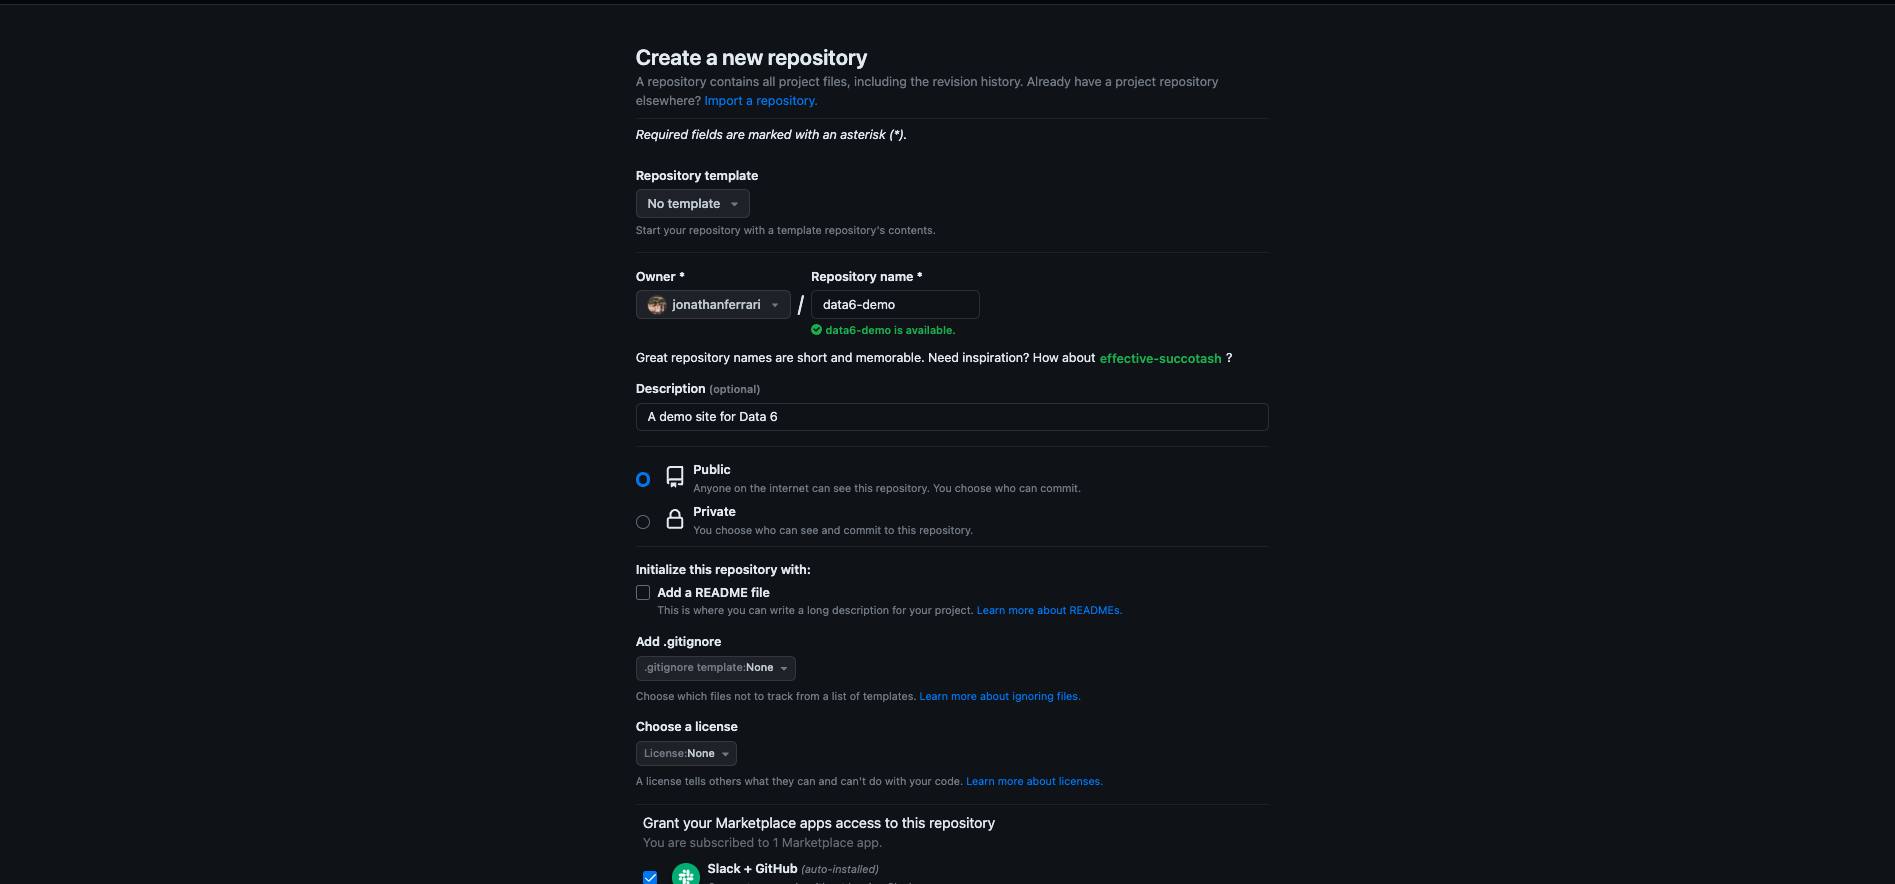 Create a new repository
A repository contains all project files, including the revision history. Already have a project repository
elsewhere? Import a repository.
Required fields are marked with an asterisk (*).
Repository template
No template
Start your repository with a template repository's contents.
Owner * Repository name *
jonathanferrari / data6-demo
data6-demo is available.
Great repository names are short and memorable. Need inspiration? How about effective-succotash ?
Description (optional)
A demo site for Data 6
Public
Anyone on the internet can see this repository. You choose who can commit.
Private
You choose who can see and commit to this repository.
Initialize this repository with:
Add a README file
This is where you can write a long description for your project. Learn more about READMEs.
Add .gitignore
.gitignore template:None
Choose which files not to track from a list of templates. Learn more about ignoring files.
Choose a license
License:None
A license tells others what they can and can't do with your code. Learn more about licenses.
Grant your Marketplace apps access to this repository
You are subscribed to 1 Marketplace app.
Slack + GitHub (auto-installed)